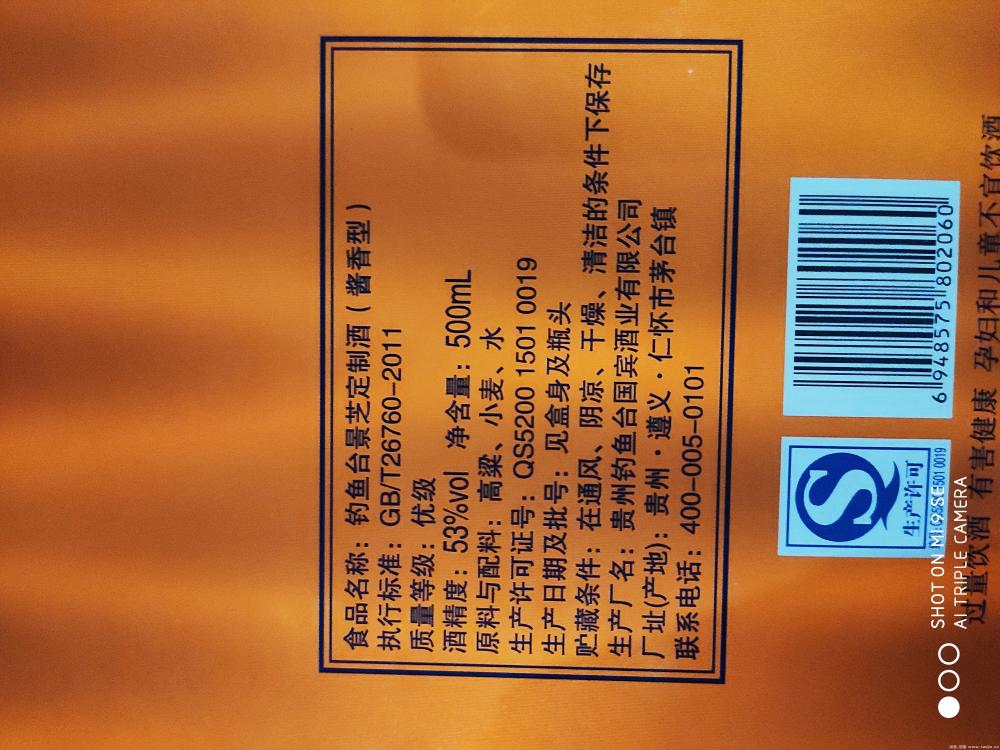 食品名称：钓鱼台景芝定制酒（酱香型）
执行标准：GB/T26760-2011
质量等级：优级
酒精度：53%vol 净含量：500mL
原料与配料：高粱、小麦、水
生产许可证号：QS5200 1501 0019
生产日期及批号：见盒身及瓶头
贮藏条件：在通风、阴凉、干燥、清洁的条件下保存
生产厂名：贵州钓鱼台国宾酒业有限公司
厂址(产地)：贵州·遵义·仁怀市茅台镇
联系电话：400-005-0101
生产许可
6 948575 802060
过量饮酒 有害健康 孕妇和儿童不宜饮酒
SHOT ON MI 9 SE
AI TRIPLE CAMERA